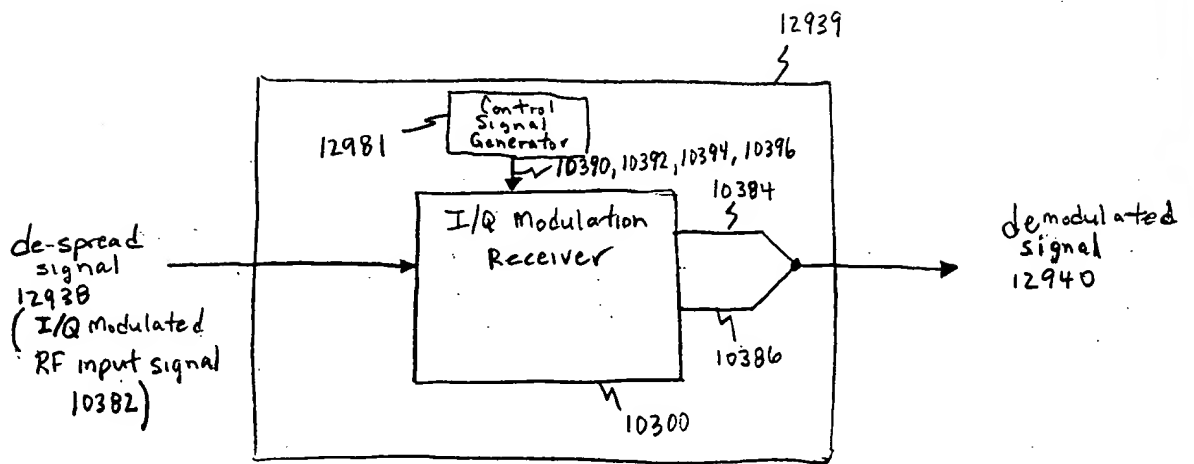 12939
Control
Signal
Generator
12981
10390, 10392, 10394, 10396
10384
I/Q Modulation
Receiver
de-spread
signal
12938
( I/Q Modulated
RF input signal
10382)
demodulated
signal
12940
10386
10300